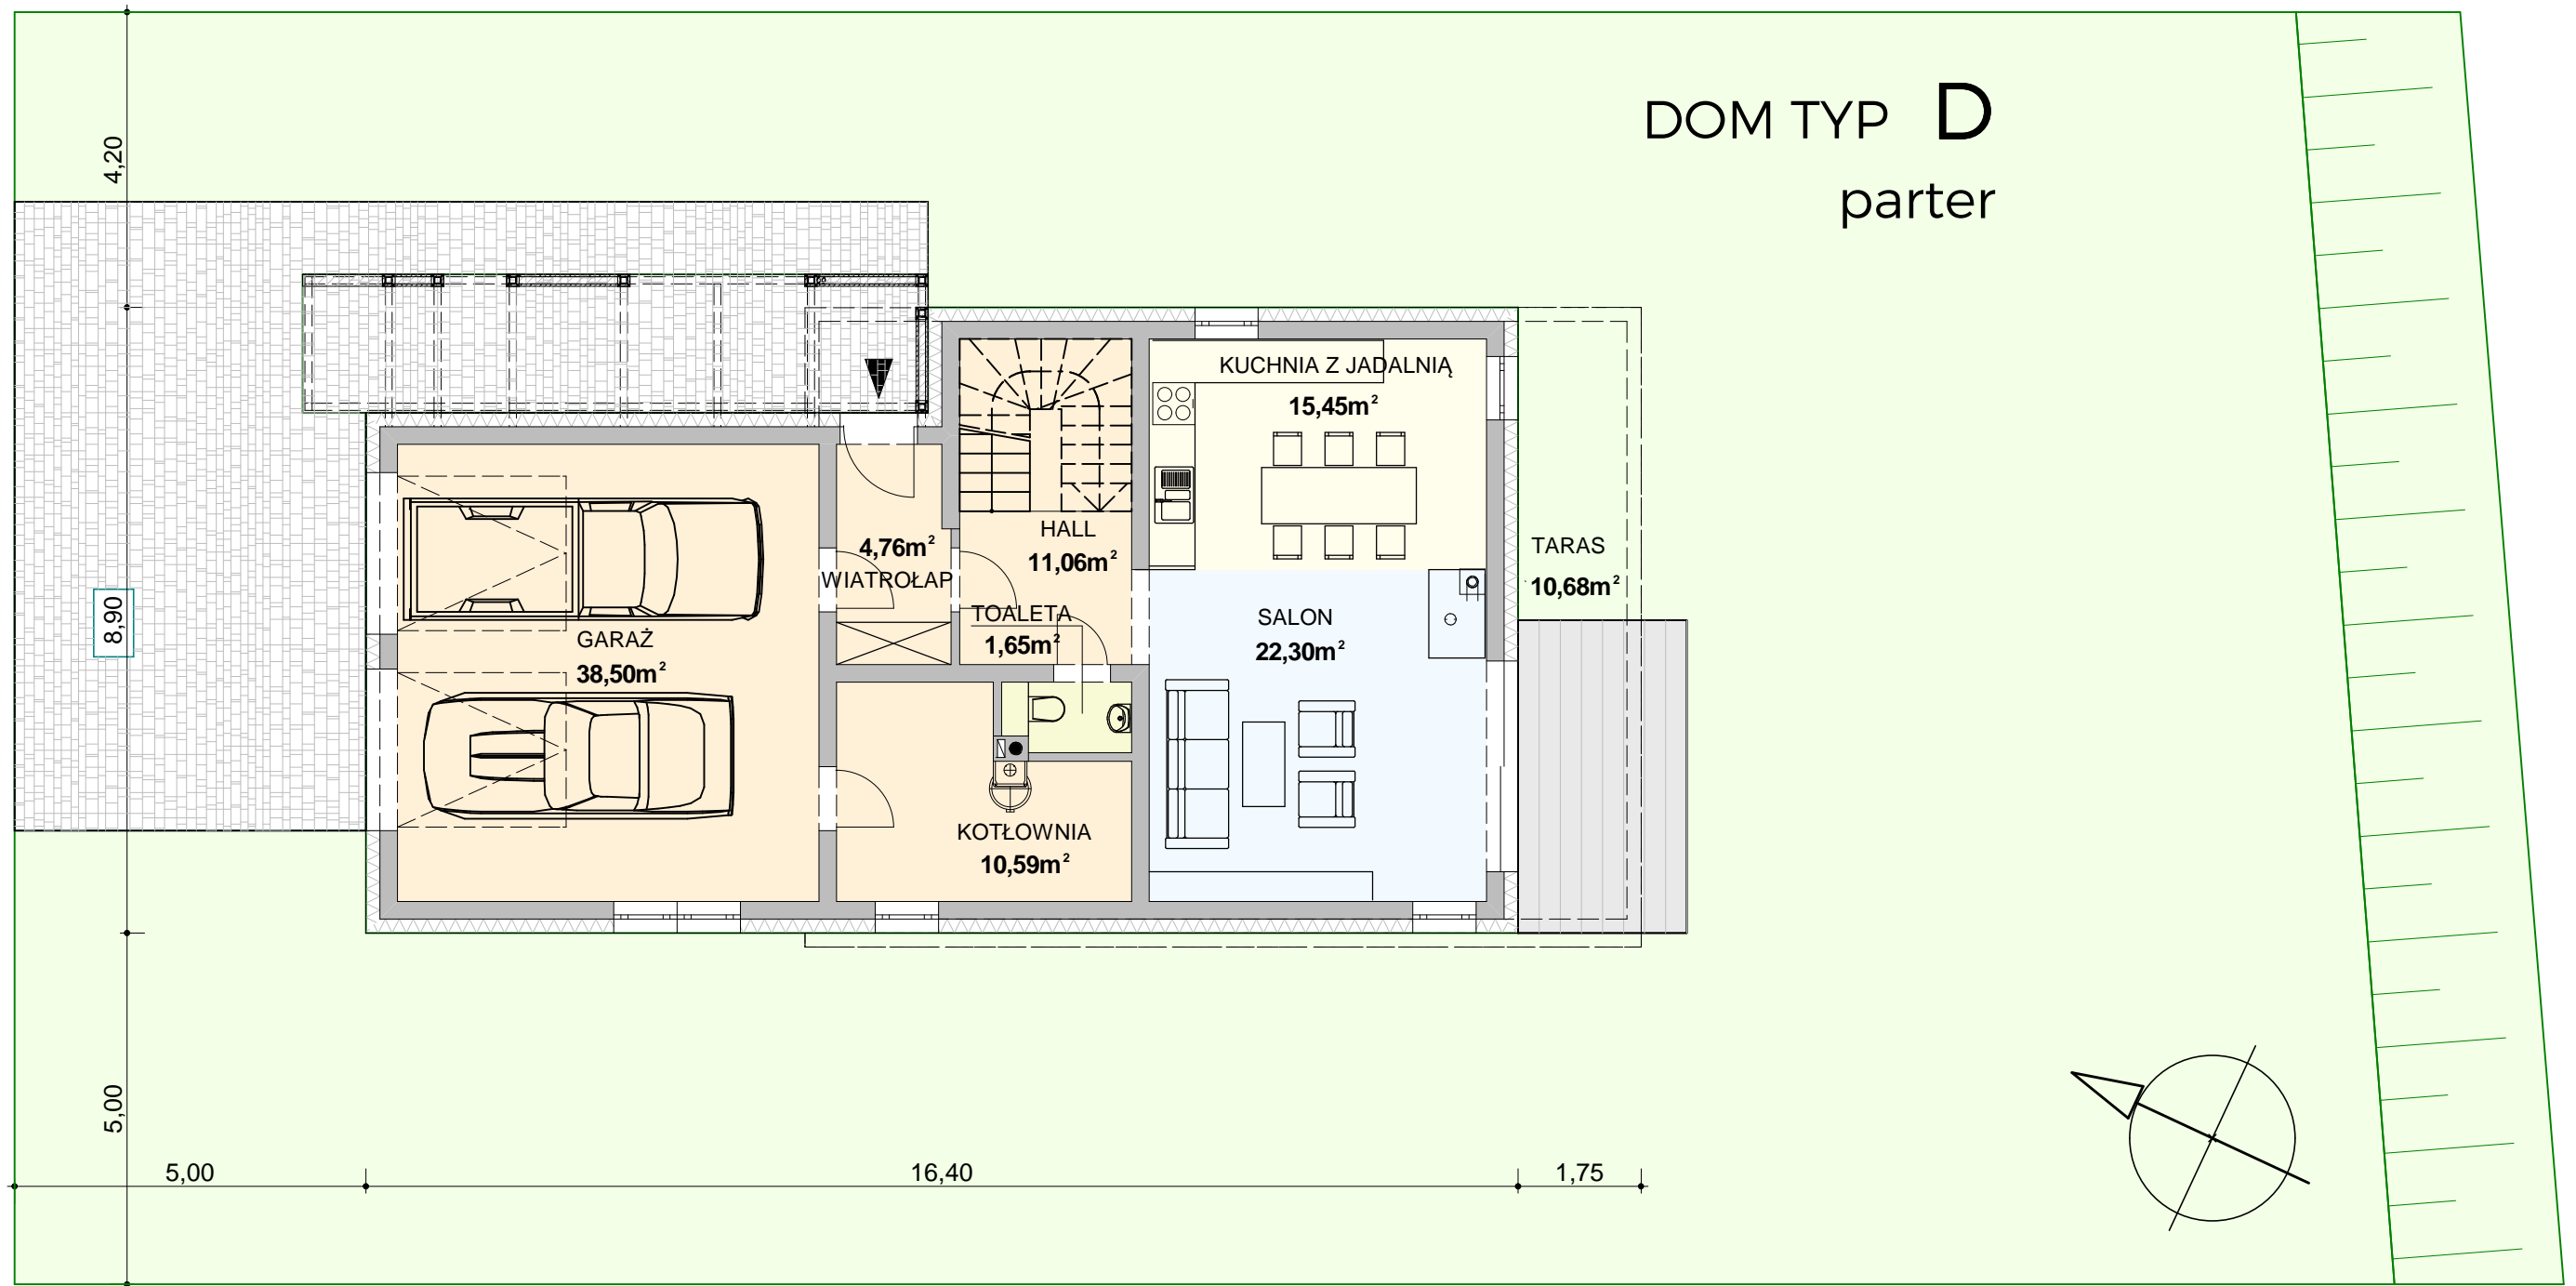 DOM TYP D
parter
4,20
KUCHNIA Z JADALNIĄ
15,45m²
HALL
11,06m²
4,76m²
WIATROŁAP
TARAS
10,68m²
TOALETA
1,65m²
SALON
22,30m²
GARAŻ
38,50m²
8,90
KOTŁOWNIA
10,59m²
5,00
5,00
16,40
1,75